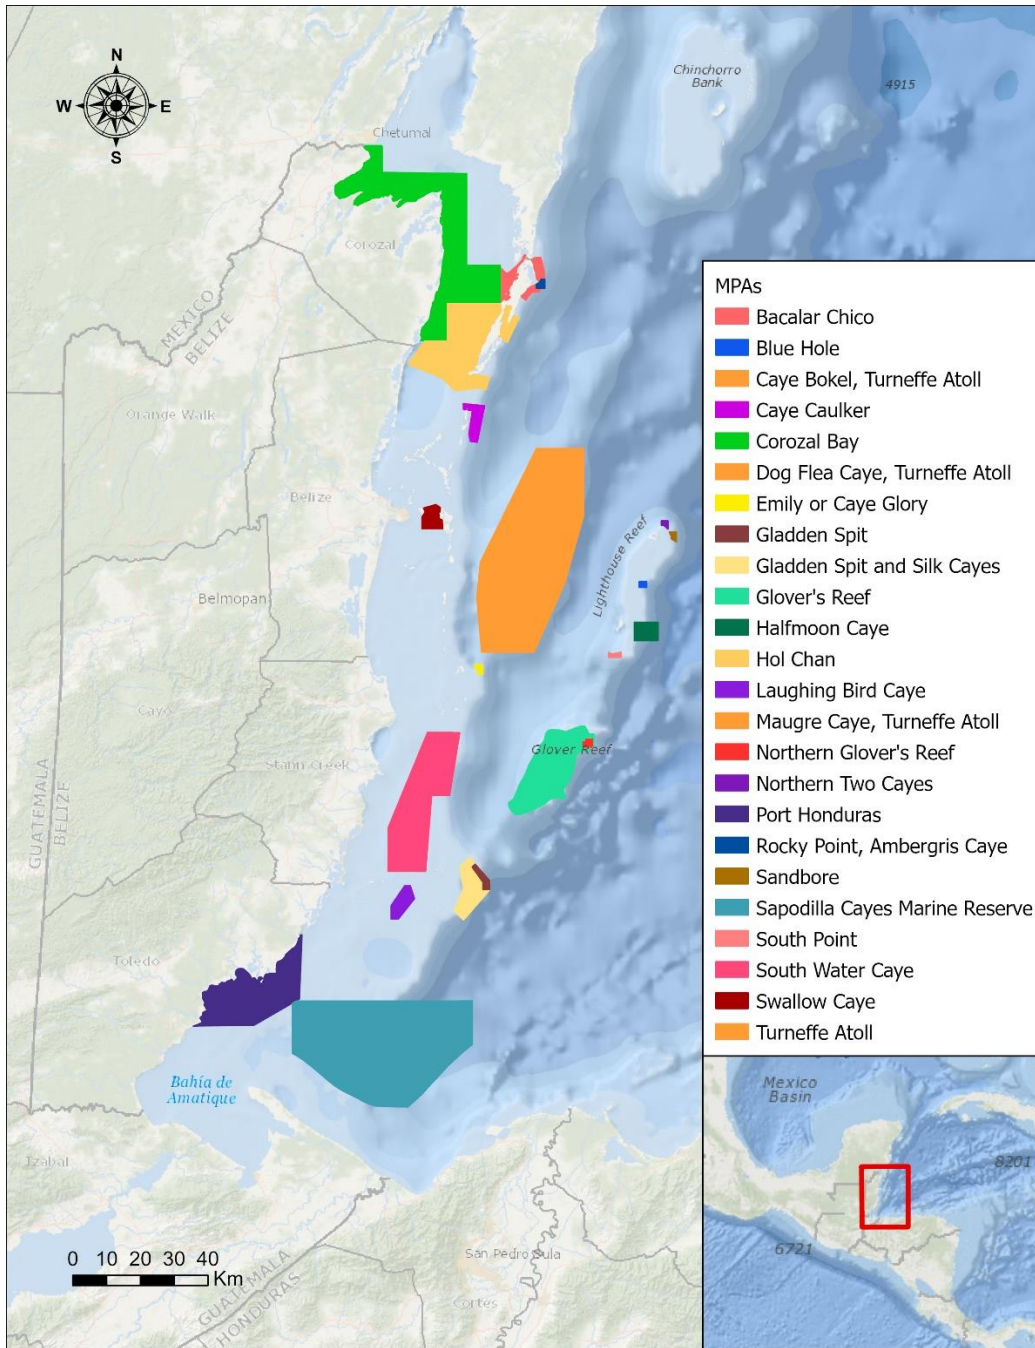 N
W
E
S
Chinchorro
Bank
4915
Chetumal
Corozal
MEXICO
BELIZE
Orange Walk
Belize
Belmopan
Lighthouse Reef
Cayo
Stann Creek
Glover Reef
GUATEMALA
BELIZE
Toledo
Bahía de
Amatique
Izabal
San Pedro Sula
Cortes
GUATEMALA
HONDURAS
0 10 20 30 40
Km
MPAs
Bacalar Chico
Blue Hole
Caye Bokel, Turneffe Atoll
Caye Caulker
Corozal Bay
Dog Flea Caye, Turneffe Atoll
Emily or Caye Glory
Gladden Spit
Gladden Spit and Silk Cayes
Glover's Reef
Halfmoon Caye
Hol Chan
Laughing Bird Caye
Maugre Caye, Turneffe Atoll
Northern Glover's Reef
Northern Two Cayes
Port Honduras
Rocky Point, Ambergris Caye
Sandbore
Sapodilla Cayes Marine Reserve
South Point
South Water Caye
Swallow Caye
Turneffe Atoll
Mexico
Basin
8201
6721